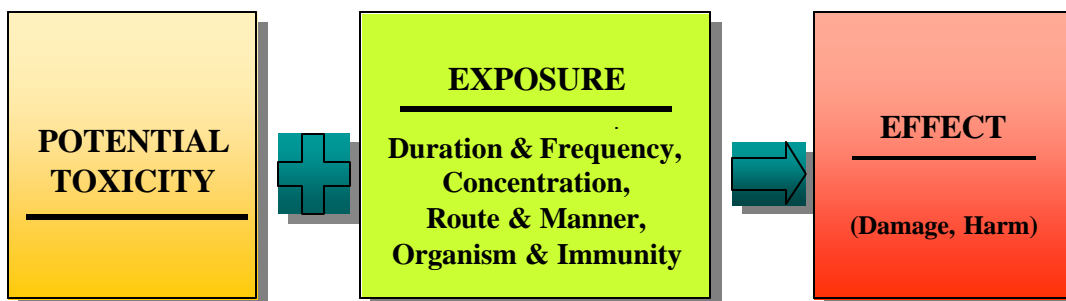 POTENTIAL
TOXICITY
EXPOSURE
Duration & Frequency,
Concentration,
Route & Manner,
Organism & Immunity
EFFECT
(Damage, Harm)